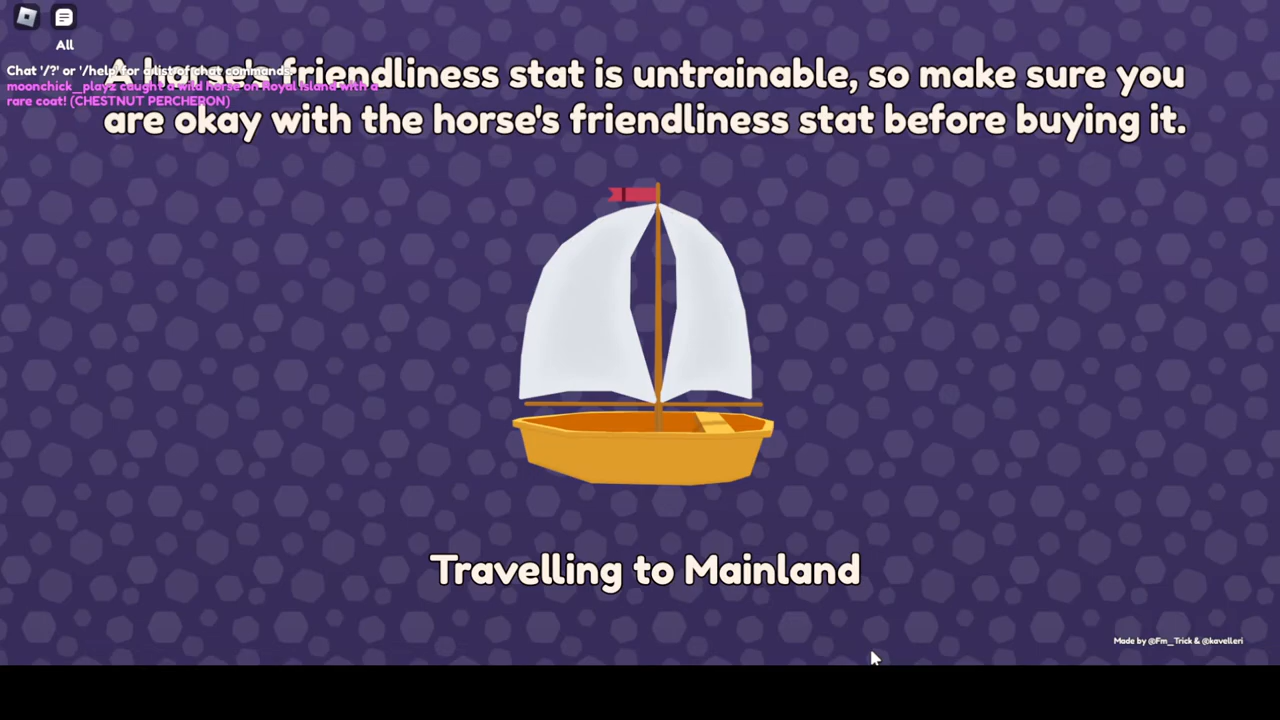 All
Chat '/?' or '/help' for a list of chat commands.
moonchick_playz caught a wild horse on Royal Island with a
rare coat! (CHESTNUT PERCHERON)
A horse's friendliness stat is untrainable, so make sure you
are okay with the horse's friendliness stat before buying it.
Travelling to Mainland
Made by @Fm_Trick & @kavelleri